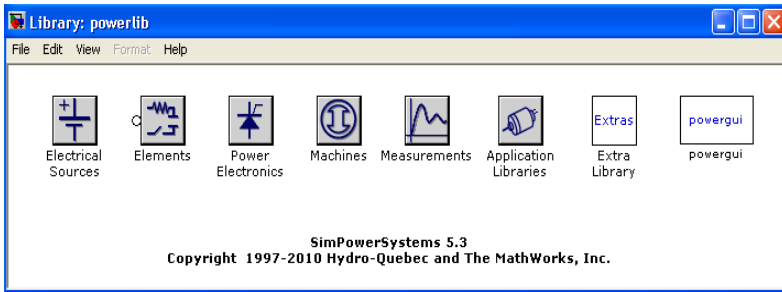 Library: powerlib
File Edit View Format Help
Extras
powergui
Electrical Sources
Elements
Power Electronics
Machines
Measurements
Application Libraries
Extra Library
powergui
SimPowerSystems 5.3
Copyright 1997-2010 Hydro-Quebec and The MathWorks, Inc.